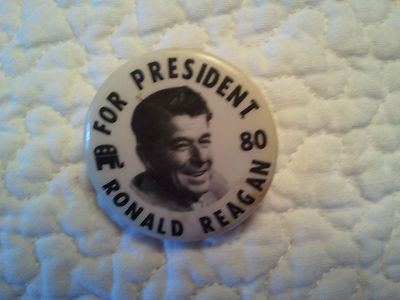 FOR PRESIDENT
80
RONALD REAGAN